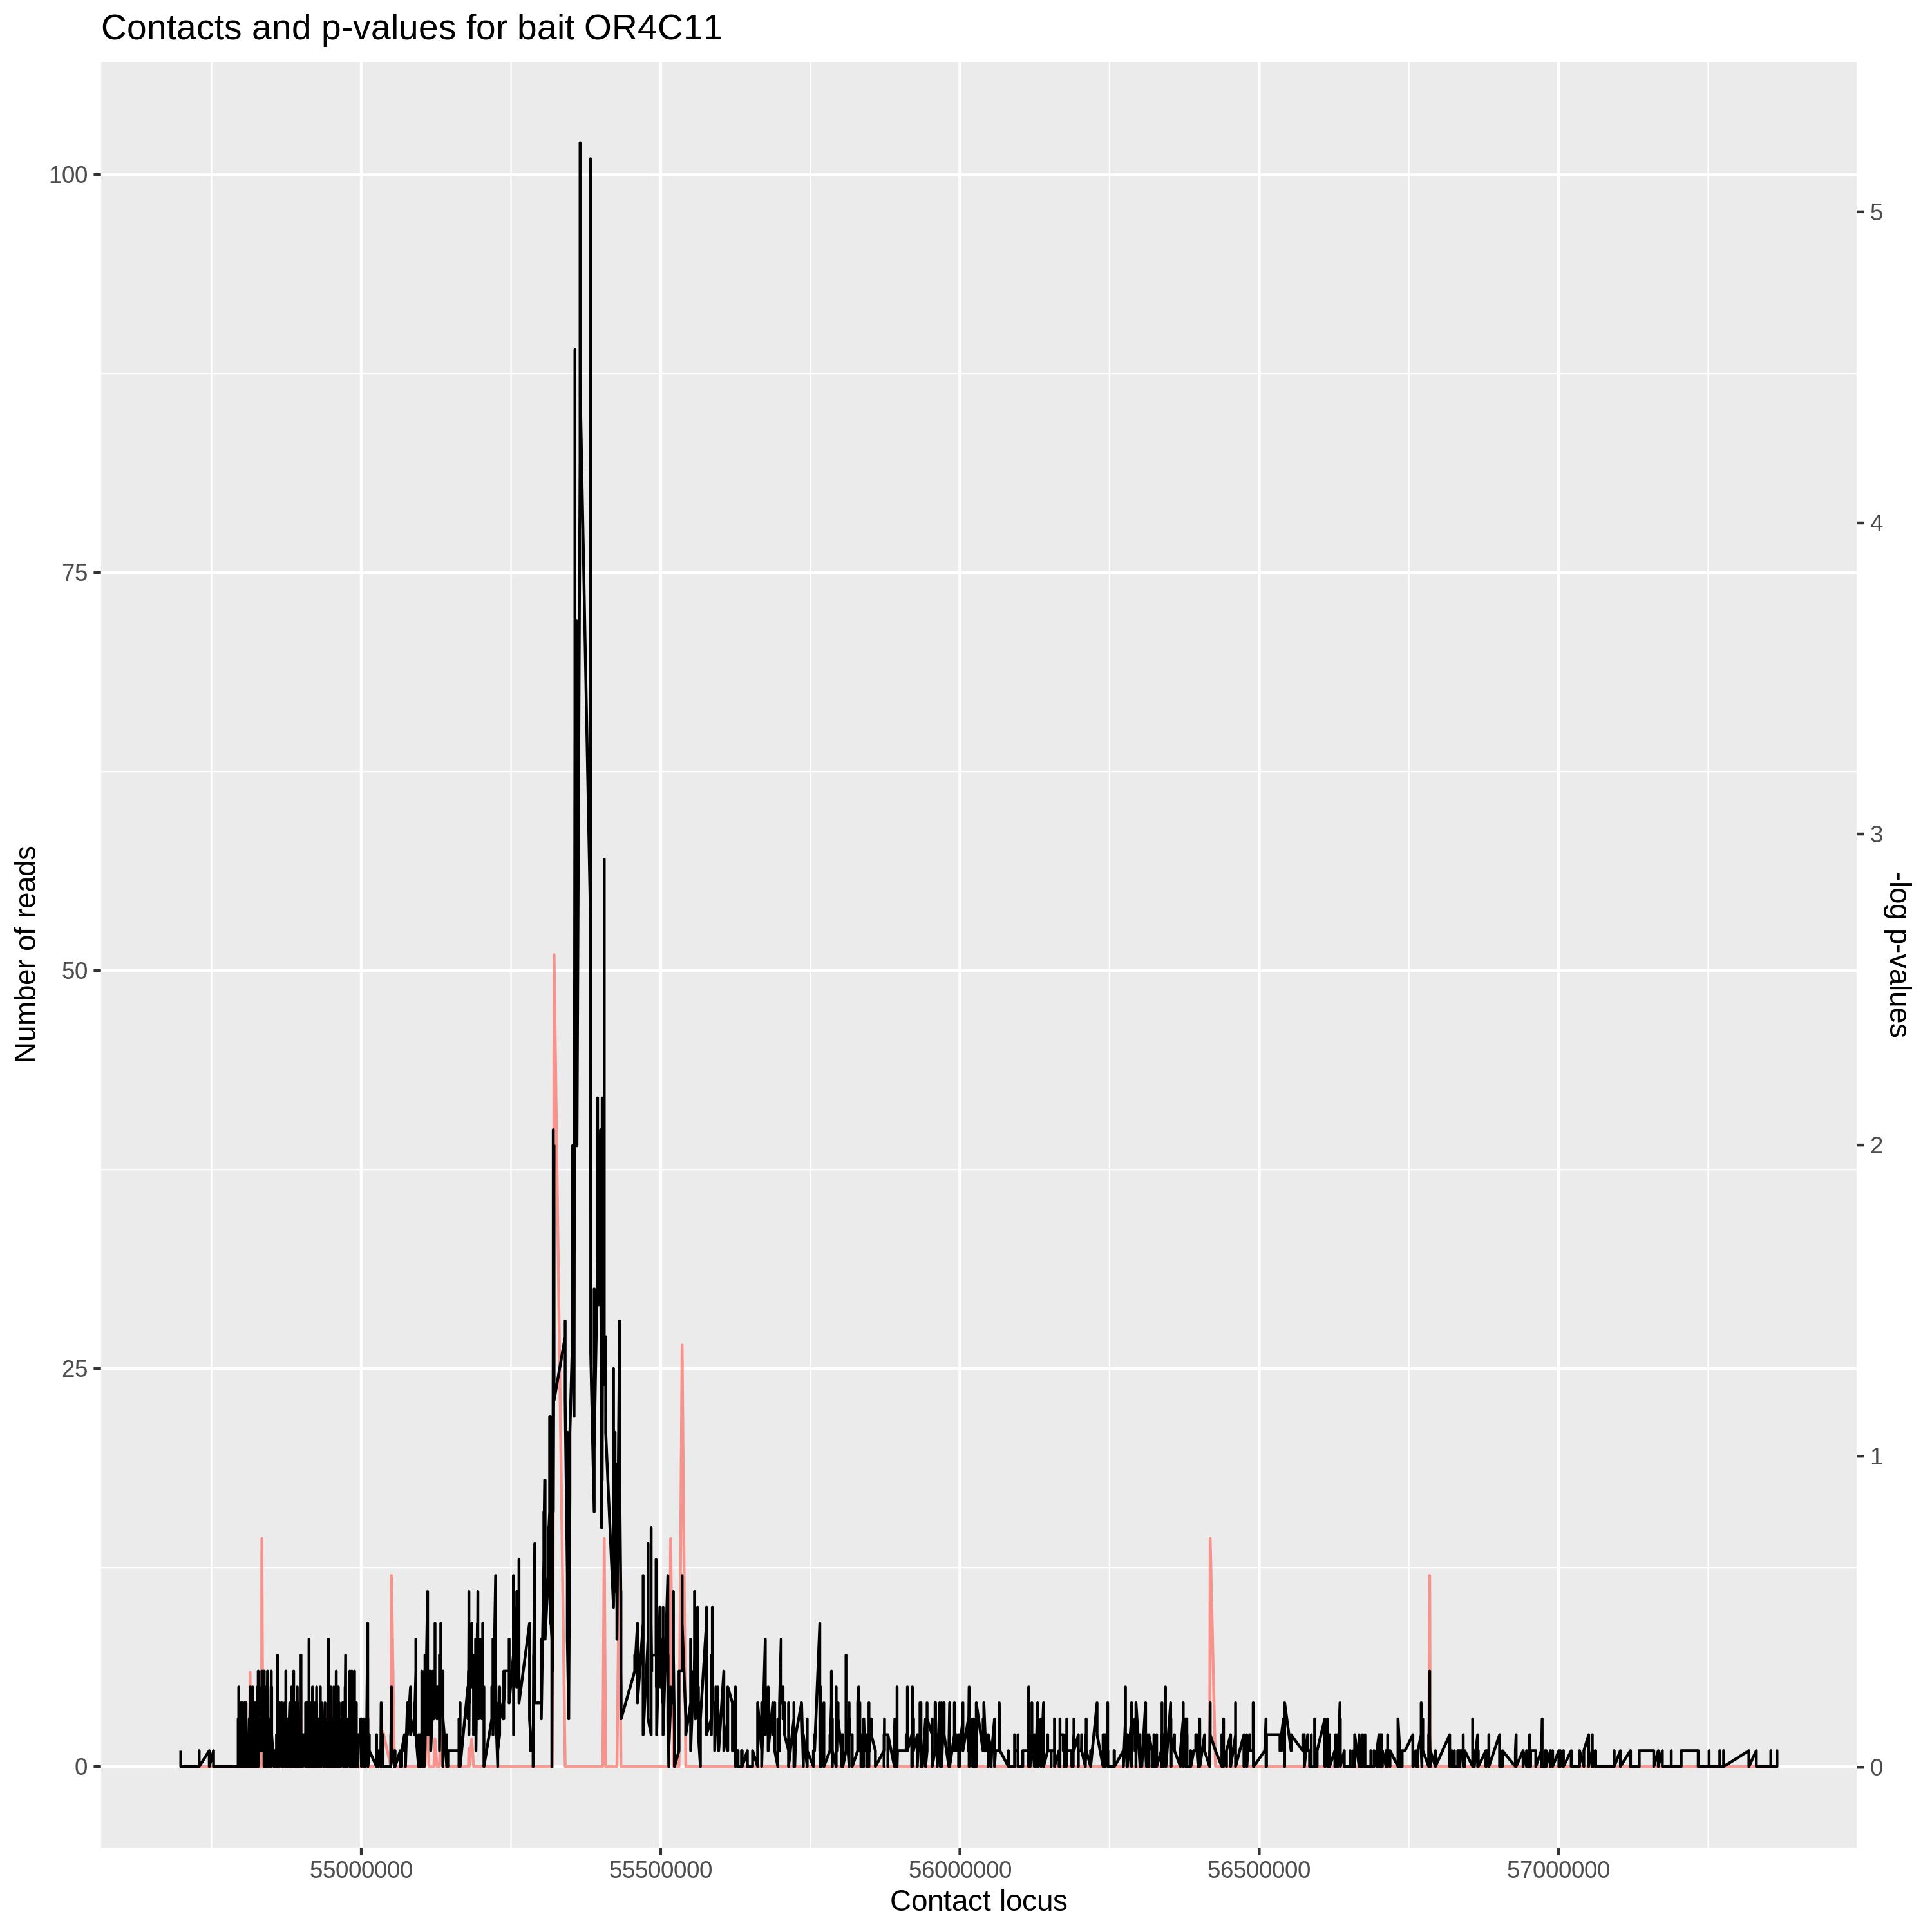 Contacts and p-values for bait OR4C11
100
75
50
25
0
Number of reads
5
4
3
2
1
0
-log p-values
55000000 55500000 56000000 56500000 57000000
Contact locus